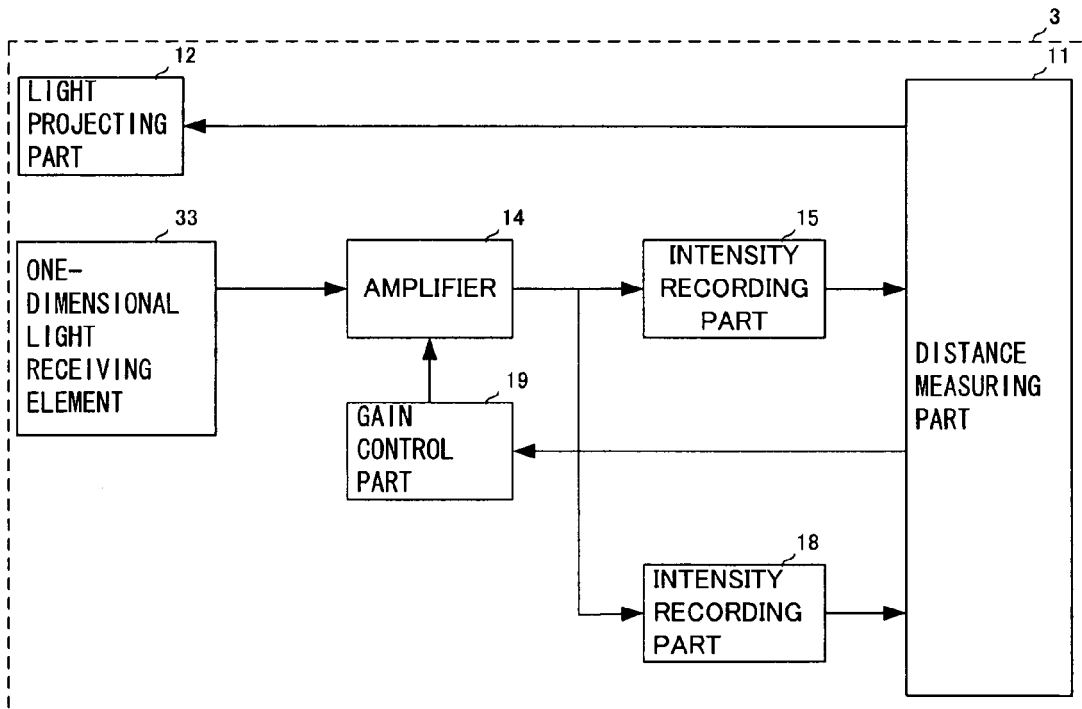 3
12
11
LIGHT
PROJECTING
PART
33
14
15
ONE-
DIMENSIONAL
LIGHT
RECEIVING
ELEMENT
AMPLIFIER
INTENSITY
RECORDING
PART
DISTANCE
MEASURING
PART
19
GAIN
CONTROL
PART
18
INTENSITY
RECORDING
PART